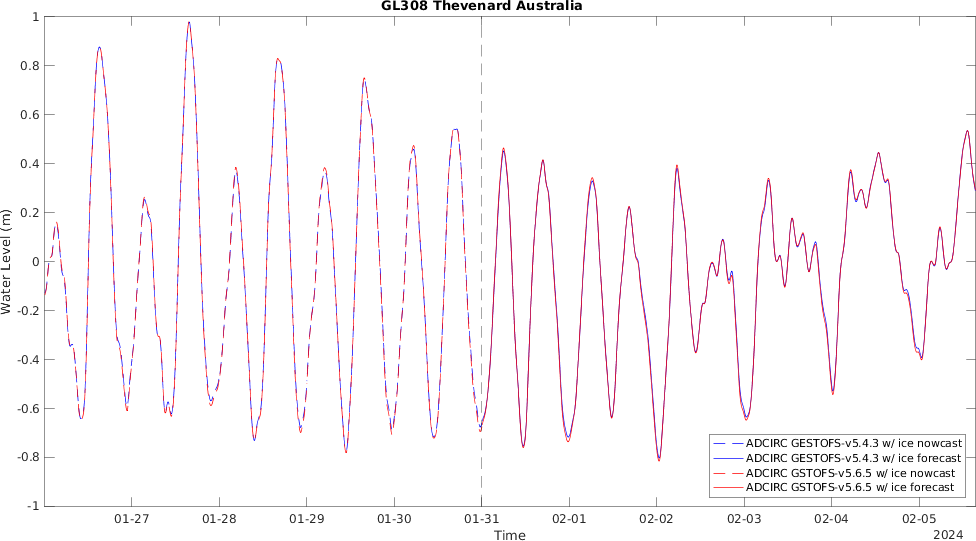 GL308 Thevenard Australia
1
0.8
0.6
0.4
0.2
0
-0.2
-0.4
-0.6
-0.8
-1
Water Level (m)
01-27 01-28 01-29 01-30 01-31 02-01 02-02 02-03 02-04 02-05
Time
2024
ADCIRC GESTOFS-v5.4.3 w/ ice nowcast
ADCIRC GESTOFS-v5.4.3 w/ ice forecast
ADCIRC GSTOFS-v5.6.5 w/ ice nowcast
ADCIRC GSTOFS-v5.6.5 w/ ice forecast